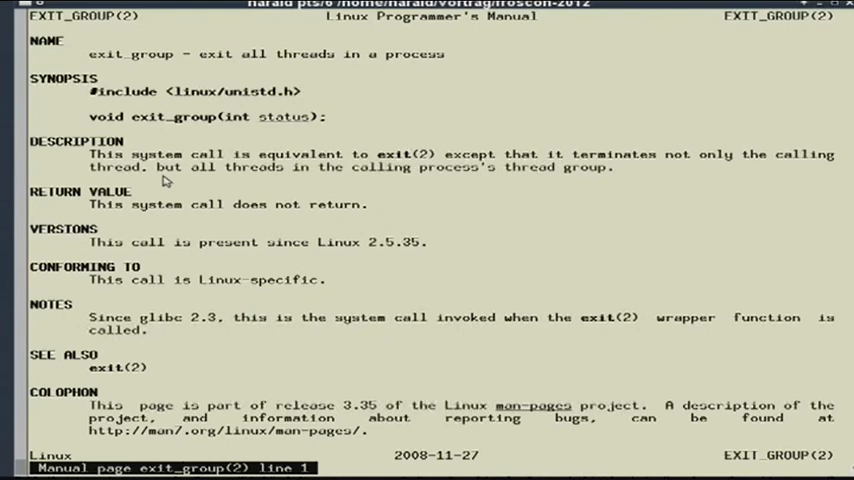 harald pts/6 /home/harald/vortrag/froscon-2012
EXIT_GROUP(2) Linux Programmer's Manual EXIT_GROUP(2)
NAME
exit_group - exit all threads in a process
SYNOPSIS
#include <linux/unistd.h>
void exit_group(int status);
DESCRIPTION
This system call is equivalent to exit(2) except that it terminates not only the calling
thread, but all threads in the calling process's thread group.
RETURN VALUE
This system call does not return.
VERSIONS
This call is present since Linux 2.5.35.
CONFORMING TO
This call is Linux-specific.
NOTES
Since glibc 2.3, this is the system call invoked when the exit(2) wrapper function is
called.
SEE ALSO
exit(2)
COLOPHON
This page is part of release 3.35 of the Linux man-pages project. A description of the
project, and information about reporting bugs, can be found at
http://man7.org/linux/man-pages/.
Linux 2008-11-27 EXIT_GROUP(2)
Manual page exit_group(2) line 1